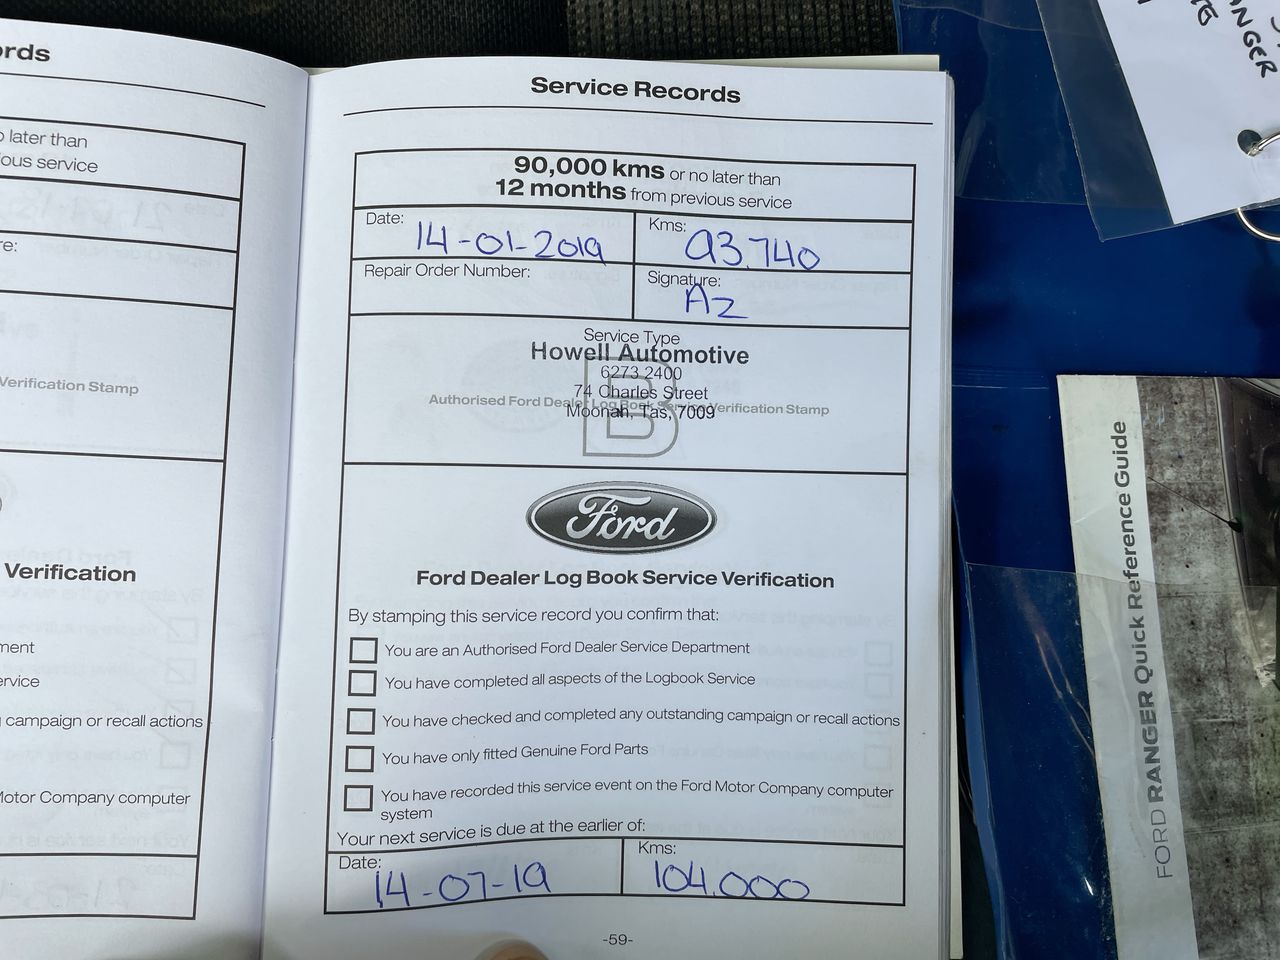 ords
o later than
ious service
re:
Verification Stamp
Verification
ment
ervice
campaign or recall actions
Motor Company computer
Service Records
90,000 kms or no later than
12 months from previous service
Date: 14-01-2019
Kms: 93.740
Repair Order Number:
Signature: AZ
Service Type
Howell Automotive
6273 2400
74 Charles Street
Authorised Ford Dealer Log Book Service Verification Stamp
Moonah, Tas, 7009
B
Ford
Ford Dealer Log Book Service Verification
By stamping this service record you confirm that:
You are an Authorised Ford Dealer Service Department
You have completed all aspects of the Logbook Service
You have checked and completed any outstanding campaign or recall actions
You have only fitted Genuine Ford Parts
You have recorded this service event on the Ford Motor Company computer
system
Your next service is due at the earlier of:
Date: 14-07-19
Kms: 104.000
-59-
ANGER
FORD RANGER Quick Reference Guide